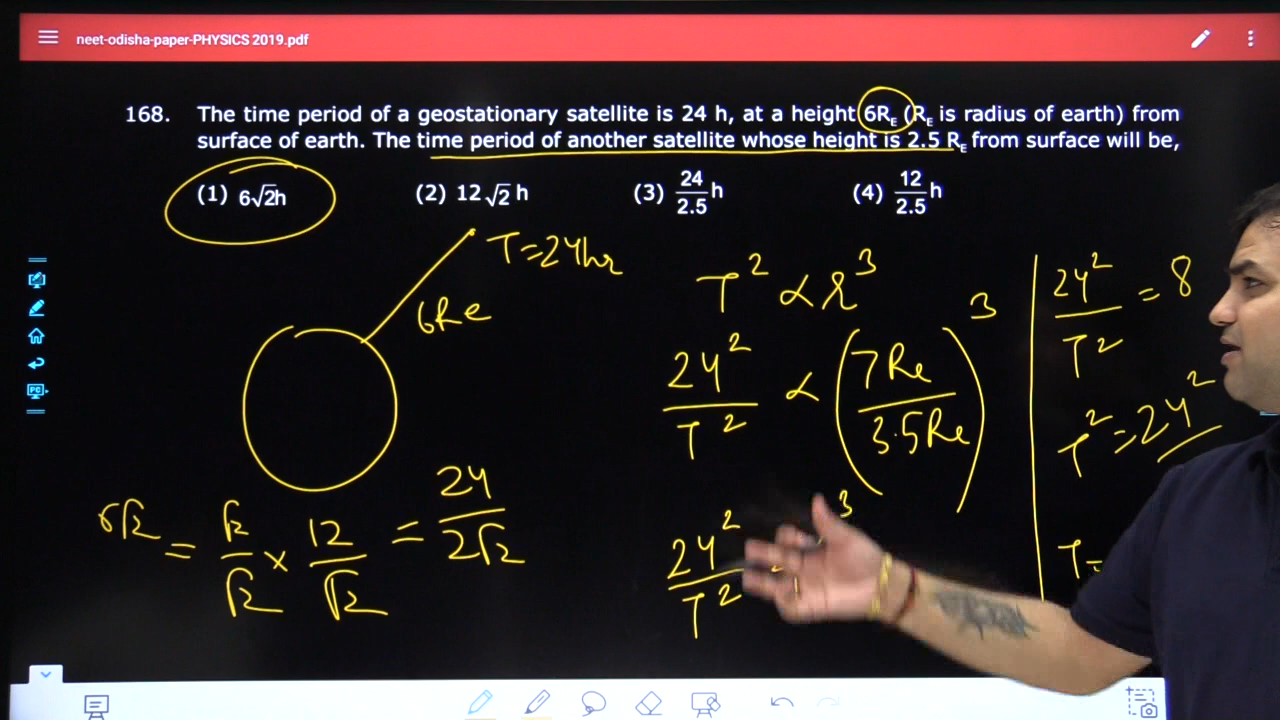 neet-odisha-paper-PHYSICS 2019.pdf
168. The time period of a geostationary satellite is 24 h, at a height 6R_E (R_E is radius of earth) from
surface of earth. The time period of another satellite whose height is 2.5 R_E from surface will be,
(1) 6√2h (2) 12√2 h (3) 24/2.5 h (4) 12/2.5 h
T=24hr
6Re
T² ∝ r³
24²/T² ∝ (7Re/3.5Re)³
24²/T² = 8
T² = 24²
24²/T² 3
T=
6√2 = √2/√2 × 12/√2 = 24/2√2
PC